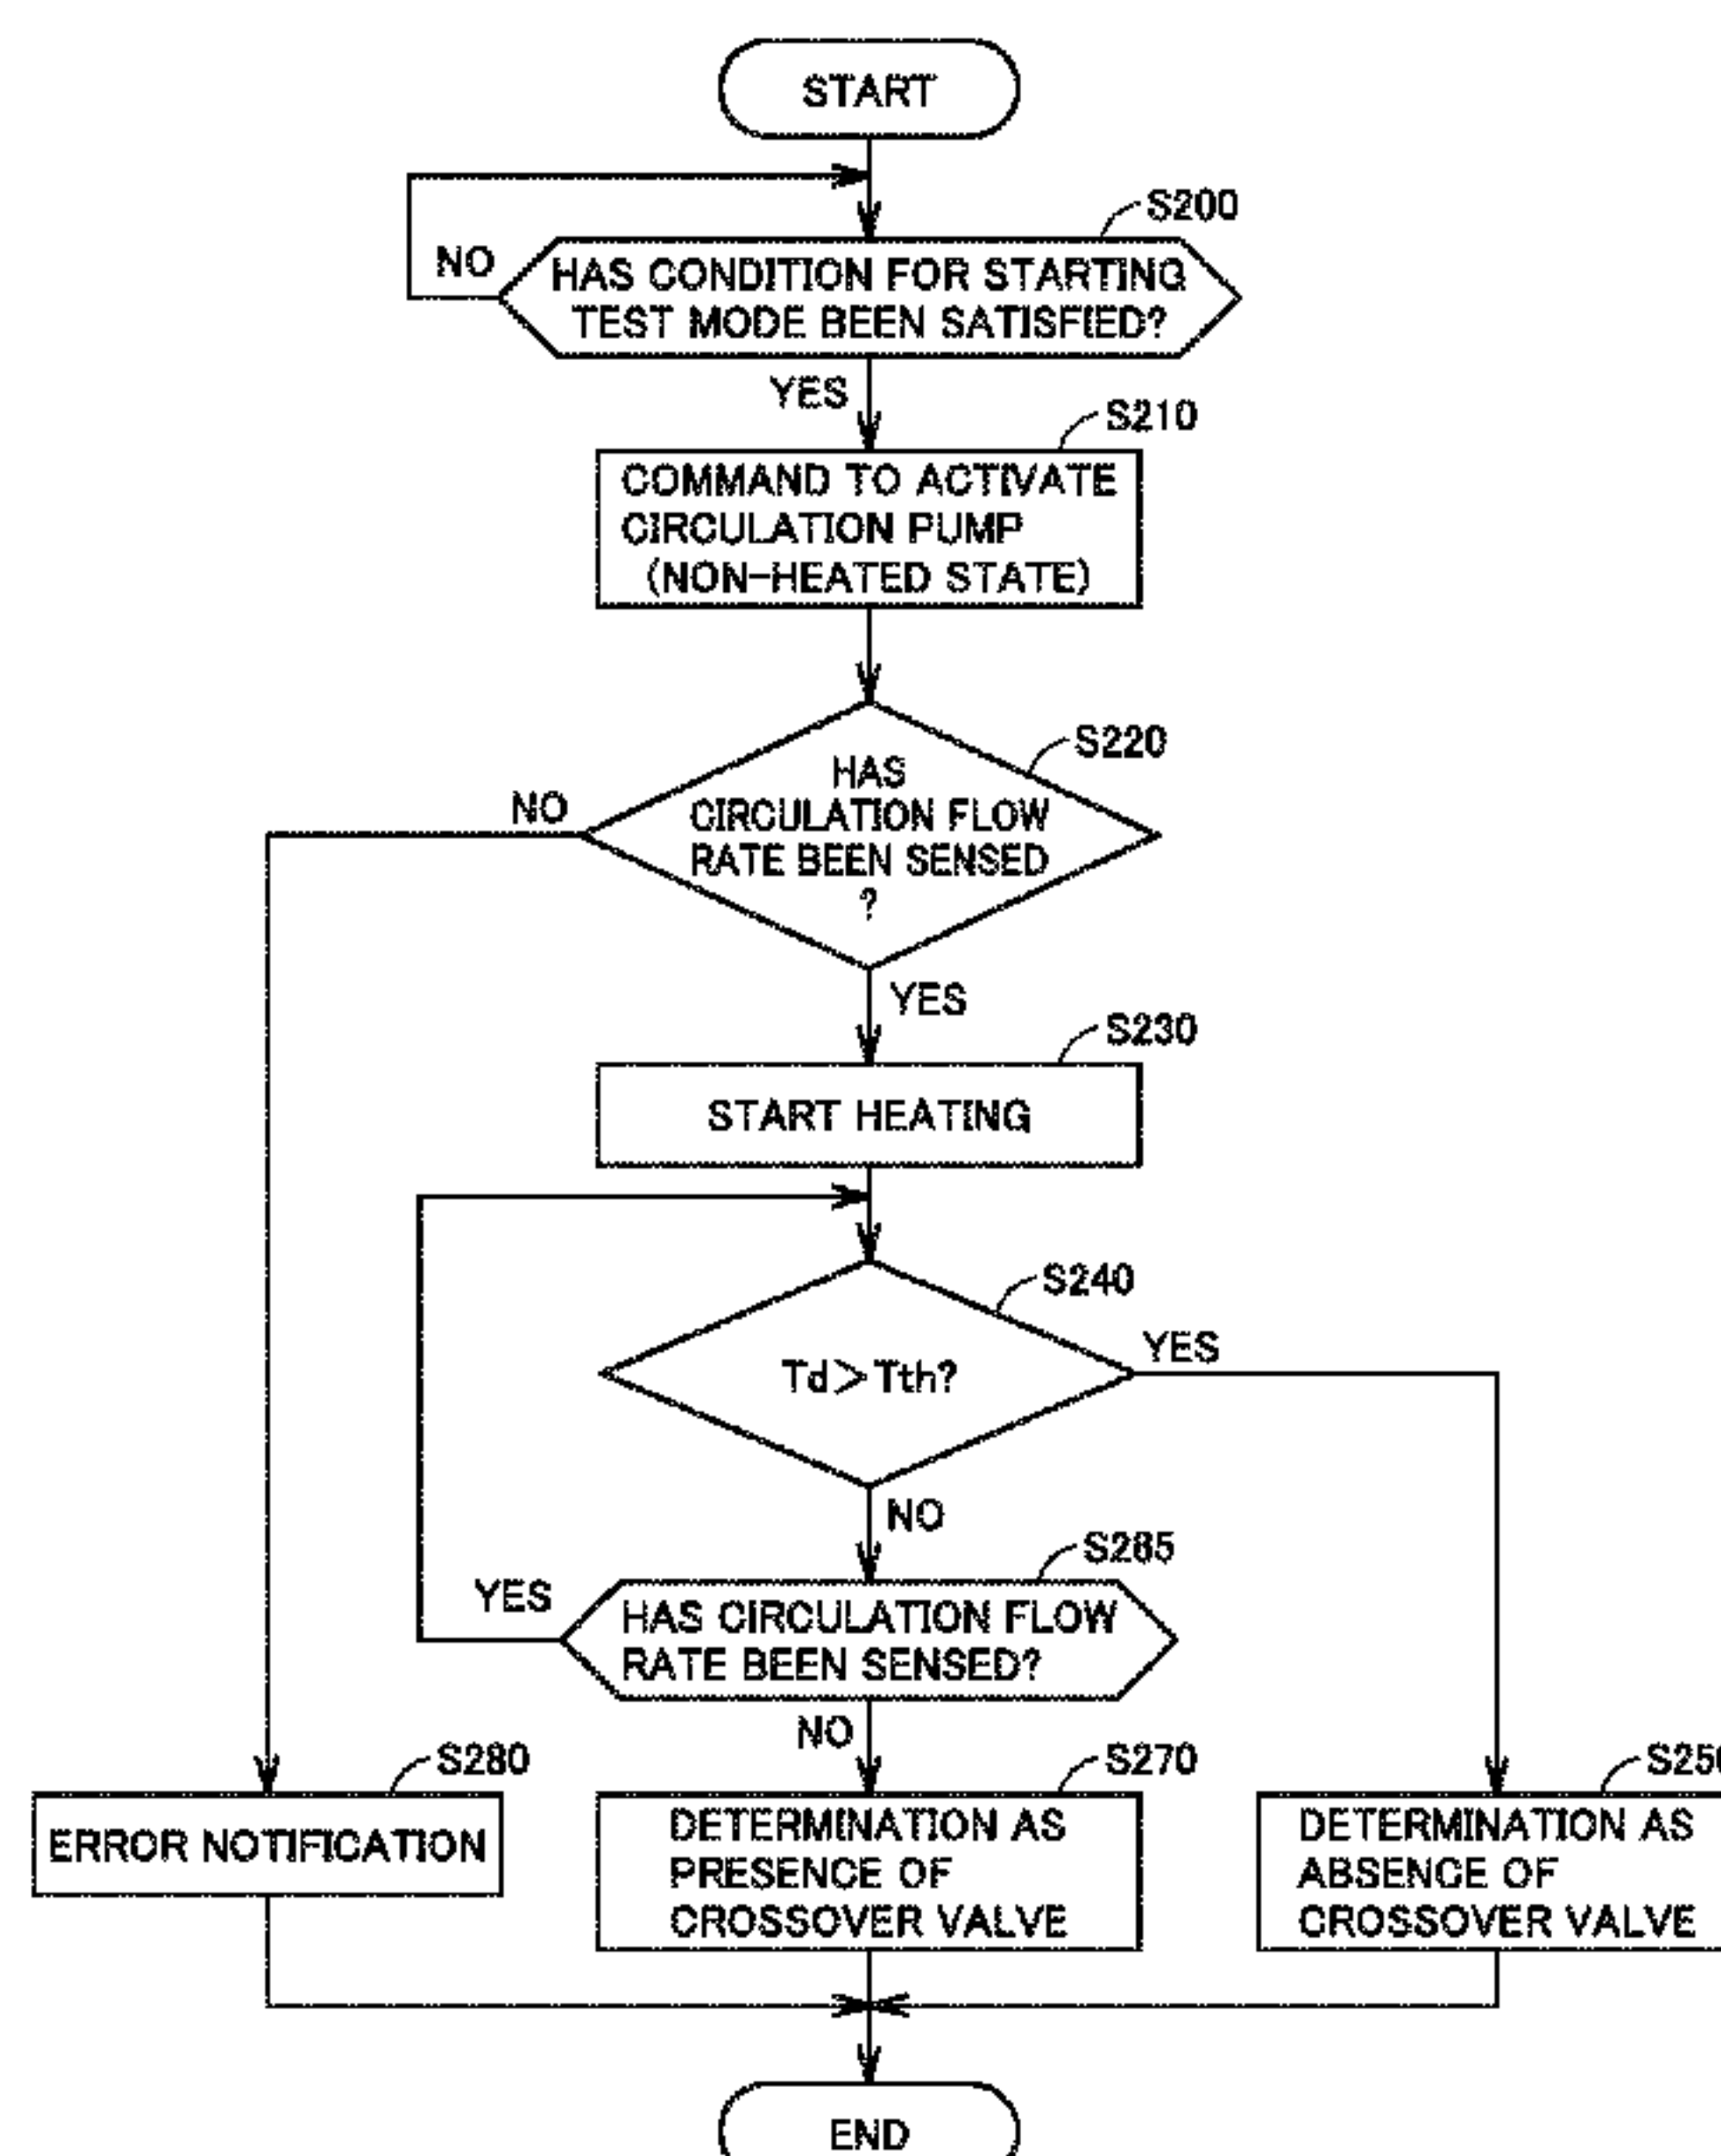 START
S200
NO
HAS CONDITION FOR STARTING
TEST MODE BEEN SATISFIED?
YES
S210
COMMAND TO ACTIVATE
CIRCULATION PUMP
(NON-HEATED STATE)
S220
NO
HAS
CIRCULATION FLOW
RATE BEEN SENSED
?
YES
S230
START HEATING
S240
YES
Td>Tth?
NO
S265
YES
HAS CIRCULATION FLOW
RATE BEEN SENSED?
NO
S280
S270
S250
ERROR NOTIFICATION
DETERMINATION AS
PRESENCE OF
CROSSOVER VALVE
DETERMINATION AS
ABSENCE OF
CROSSOVER VALVE
END